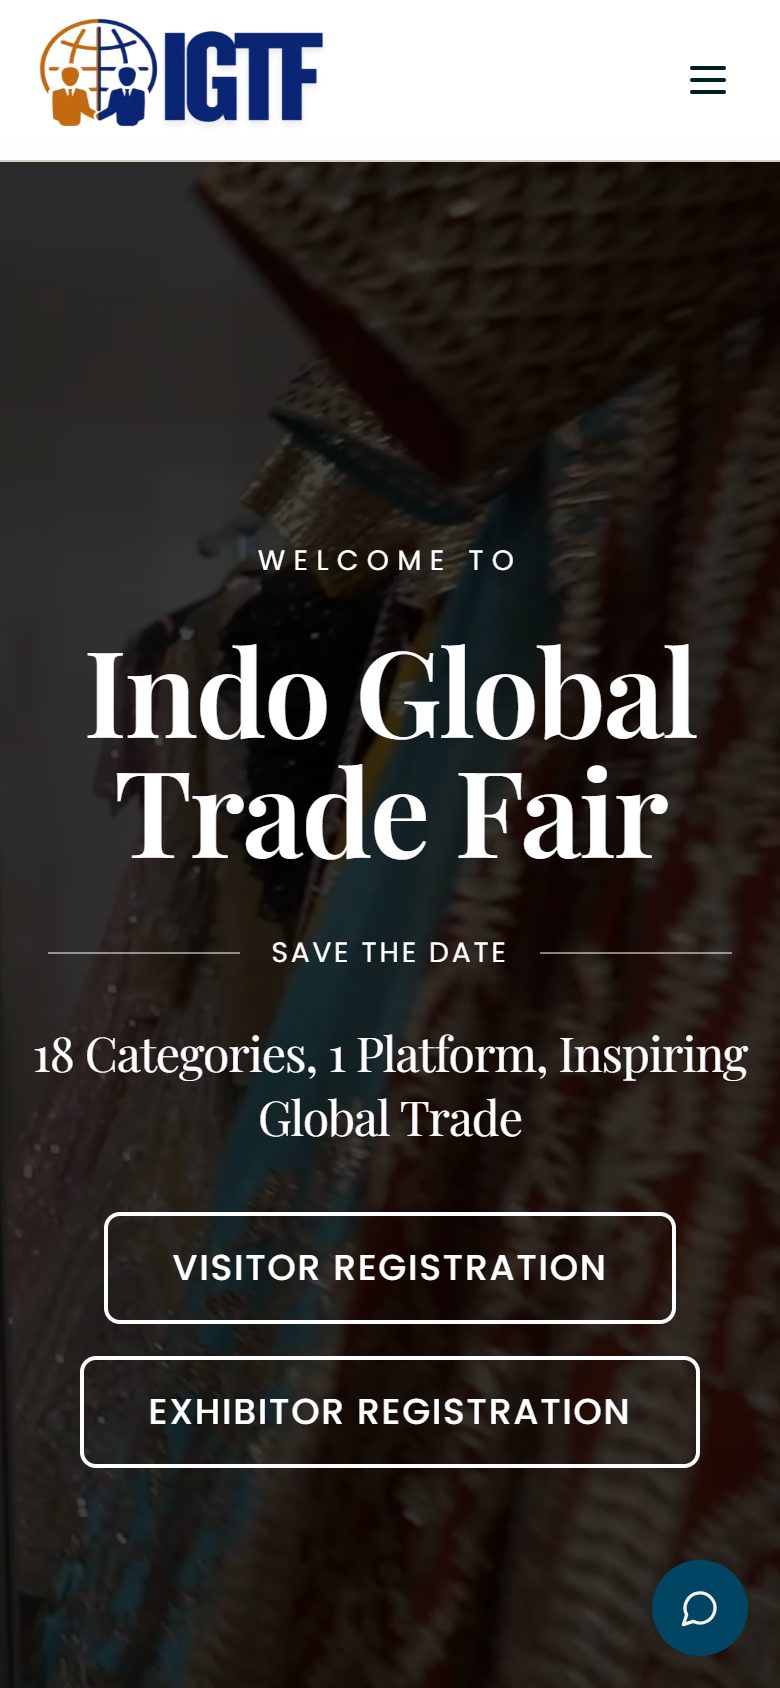 IGTF
WELCOME TO
Indo Global
Trade Fair
SAVE THE DATE
18 Categories, 1 Platform, Inspiring
Global Trade
VISITOR REGISTRATION
EXHIBITOR REGISTRATION